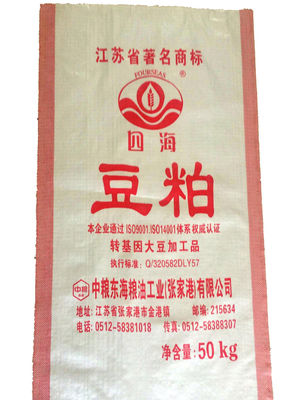 江苏省著名商标
FOURSEAS
®
四海
豆粕
本企业通过ISO9001.ISO14001体系权威认证
转基因大豆加工品
执行标准: Q/320582DLY57
中粮 中粮东海粮油工业(张家港)有限公司
地址: 江苏省张家港市金港镇 邮编: 215634
电话: 0512-58381018 传真: 0512-58388307
净含量: 50 kg